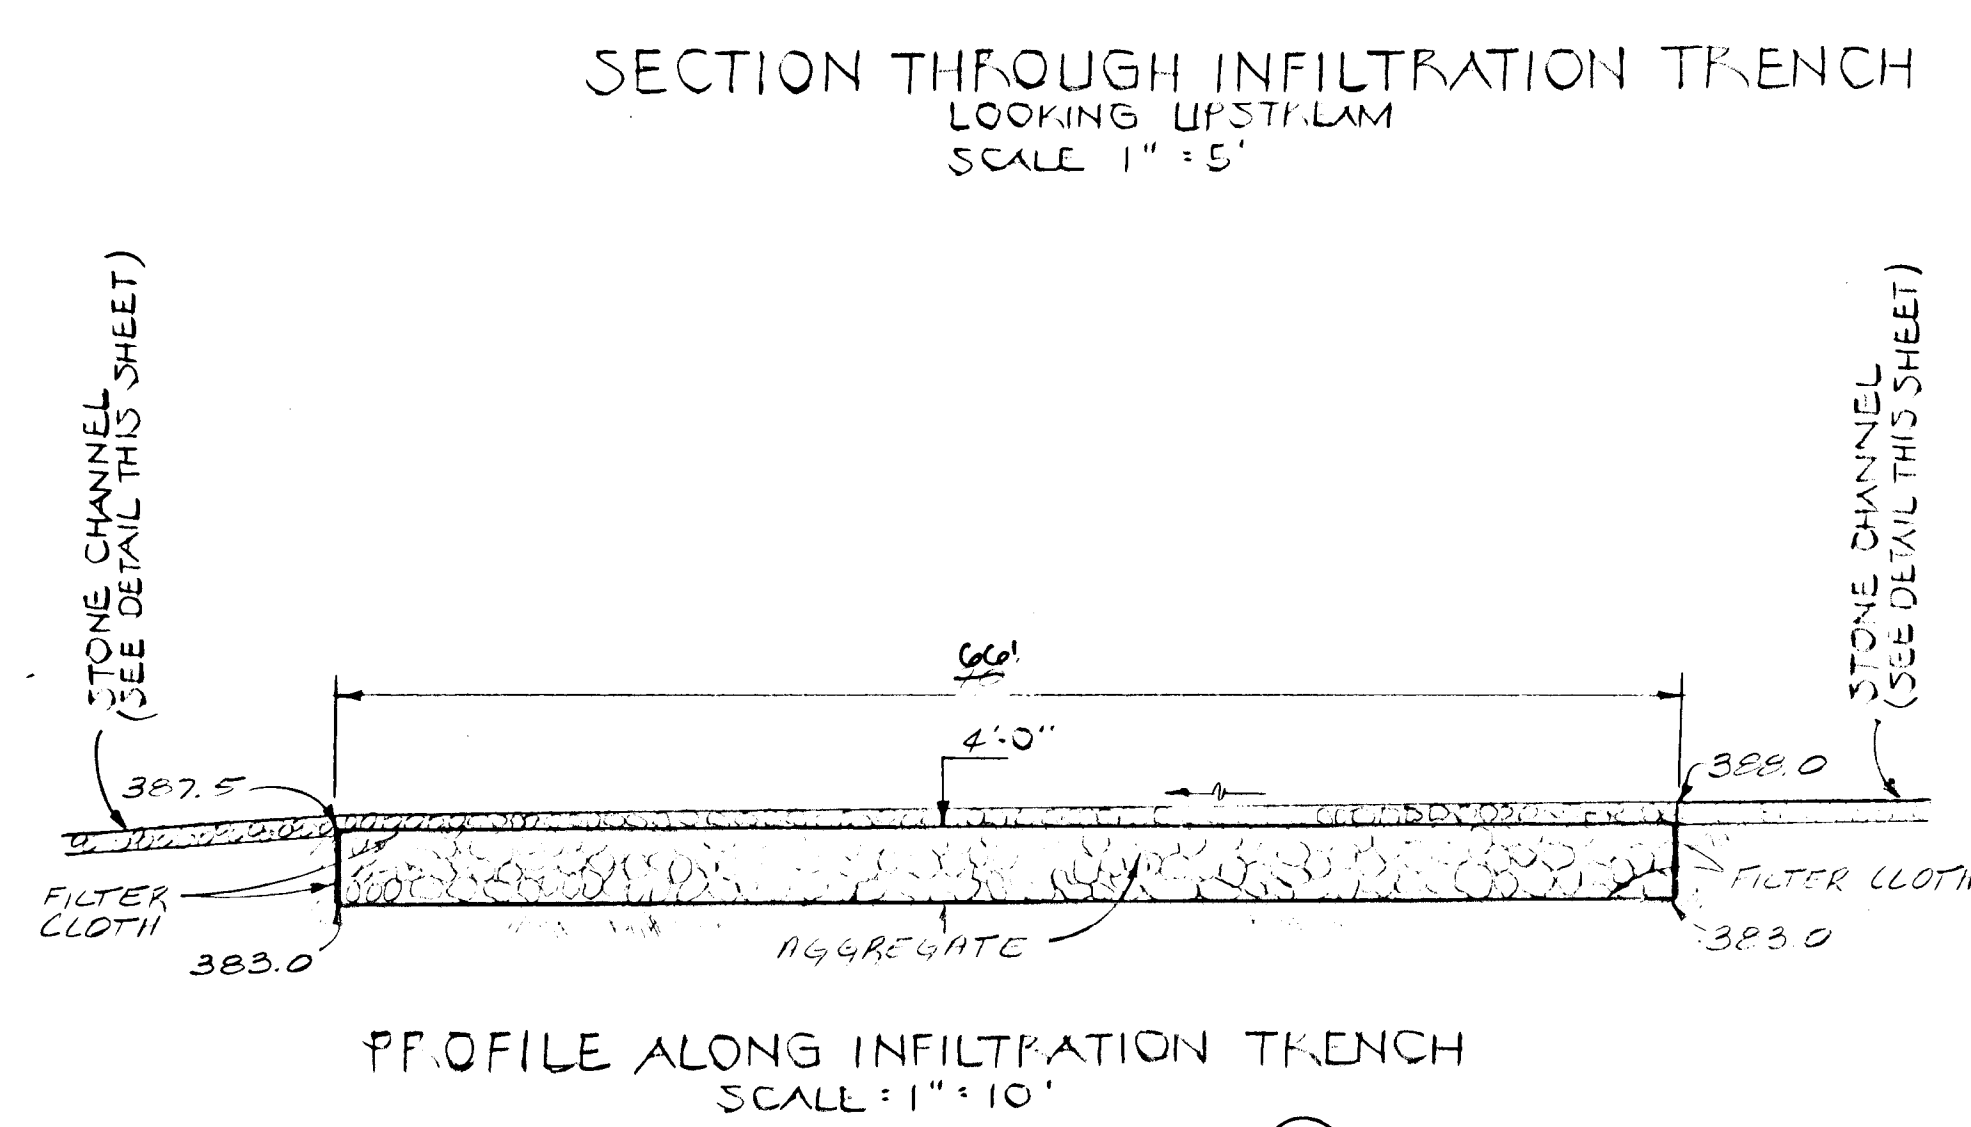 SECTION THROUGH INFILTRATION TRENCH
LOOKING UPSTREAM
SCALE 1" = 5'
STONE CHANNEL
(SEE DETAIL THIS SHEET)
STONE CHANNEL
(SEE DETAIL THIS SHEET)
66'
4'-0"
387.5
388.0
FILTER
CLOTH
FILTER CLOTH
383.0
AGGREGATE
383.0
PROFILE ALONG INFILTRATION TRENCH
SCALE: 1" = 10'